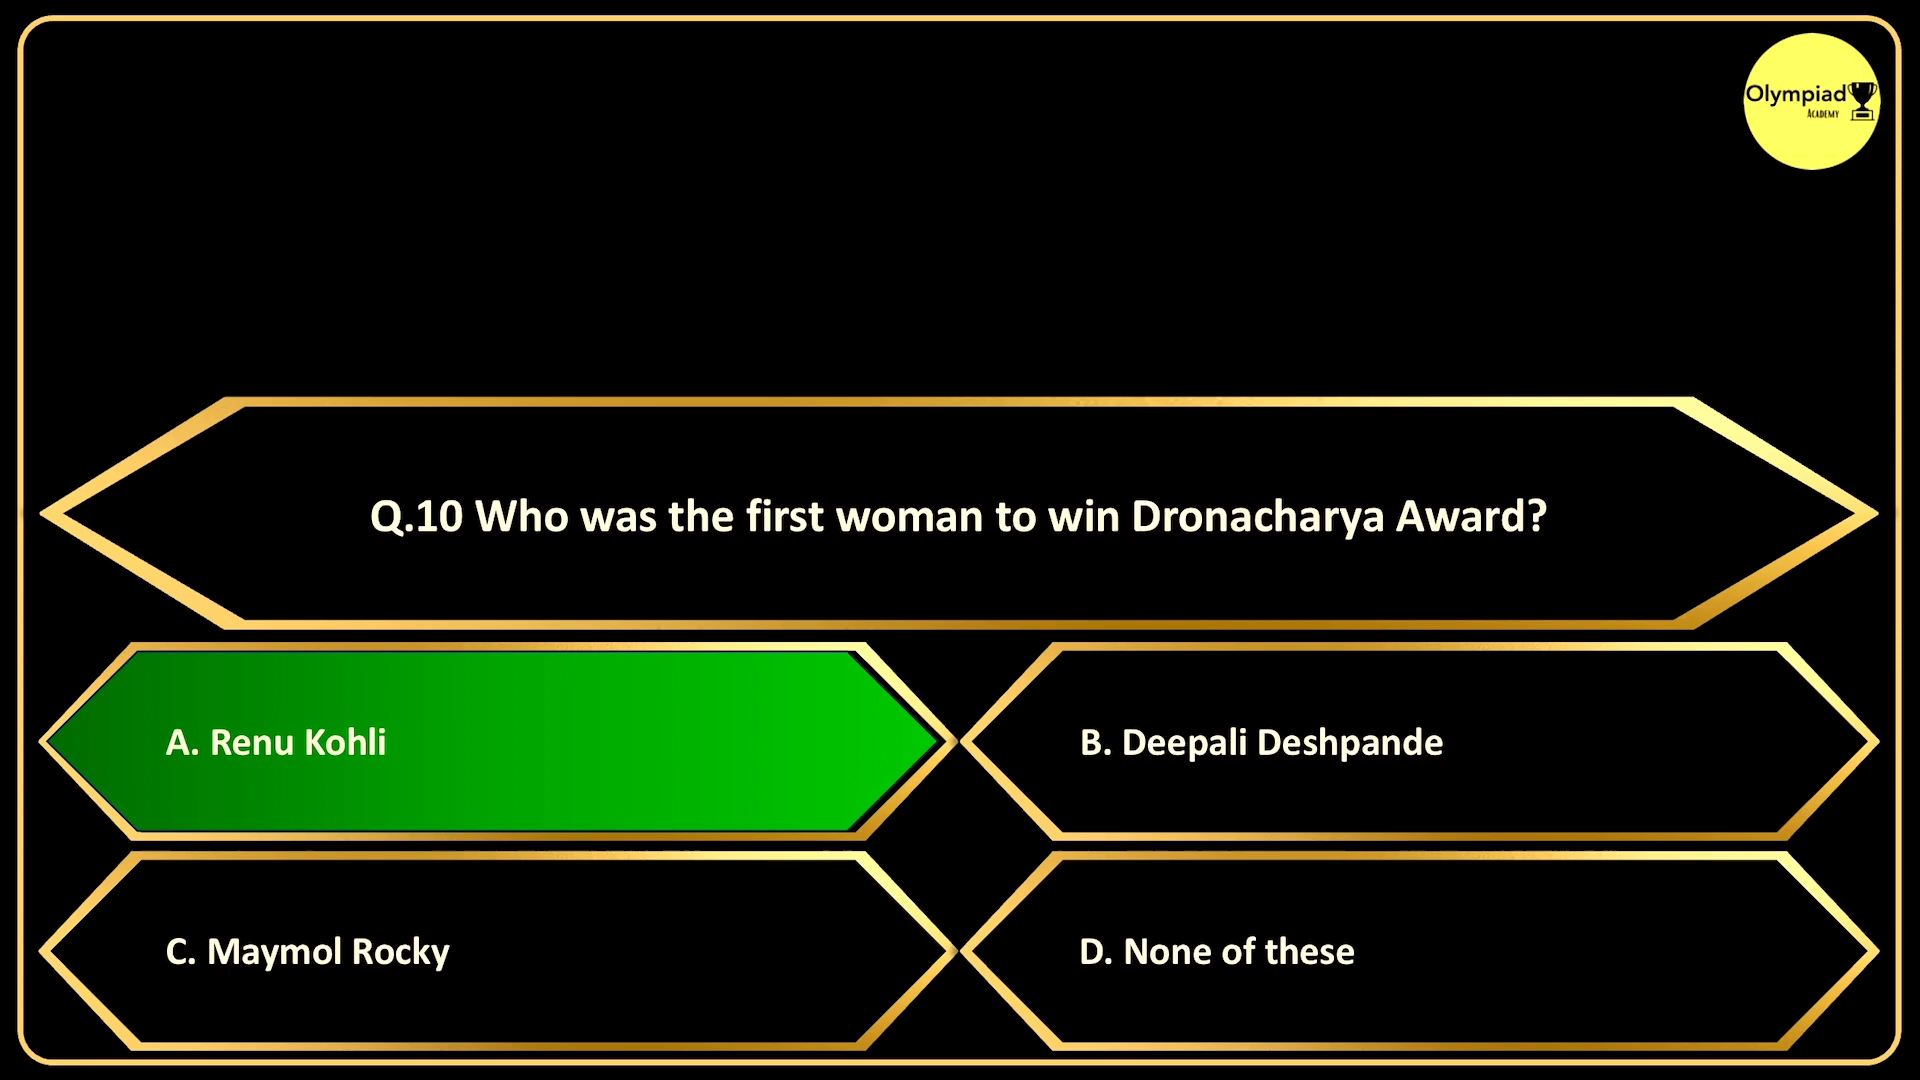 Olympiad
Academy
Q.10 Who was the first woman to win Dronacharya Award?
A. Renu Kohli
B. Deepali Deshpande
C. Maymol Rocky
D. None of these